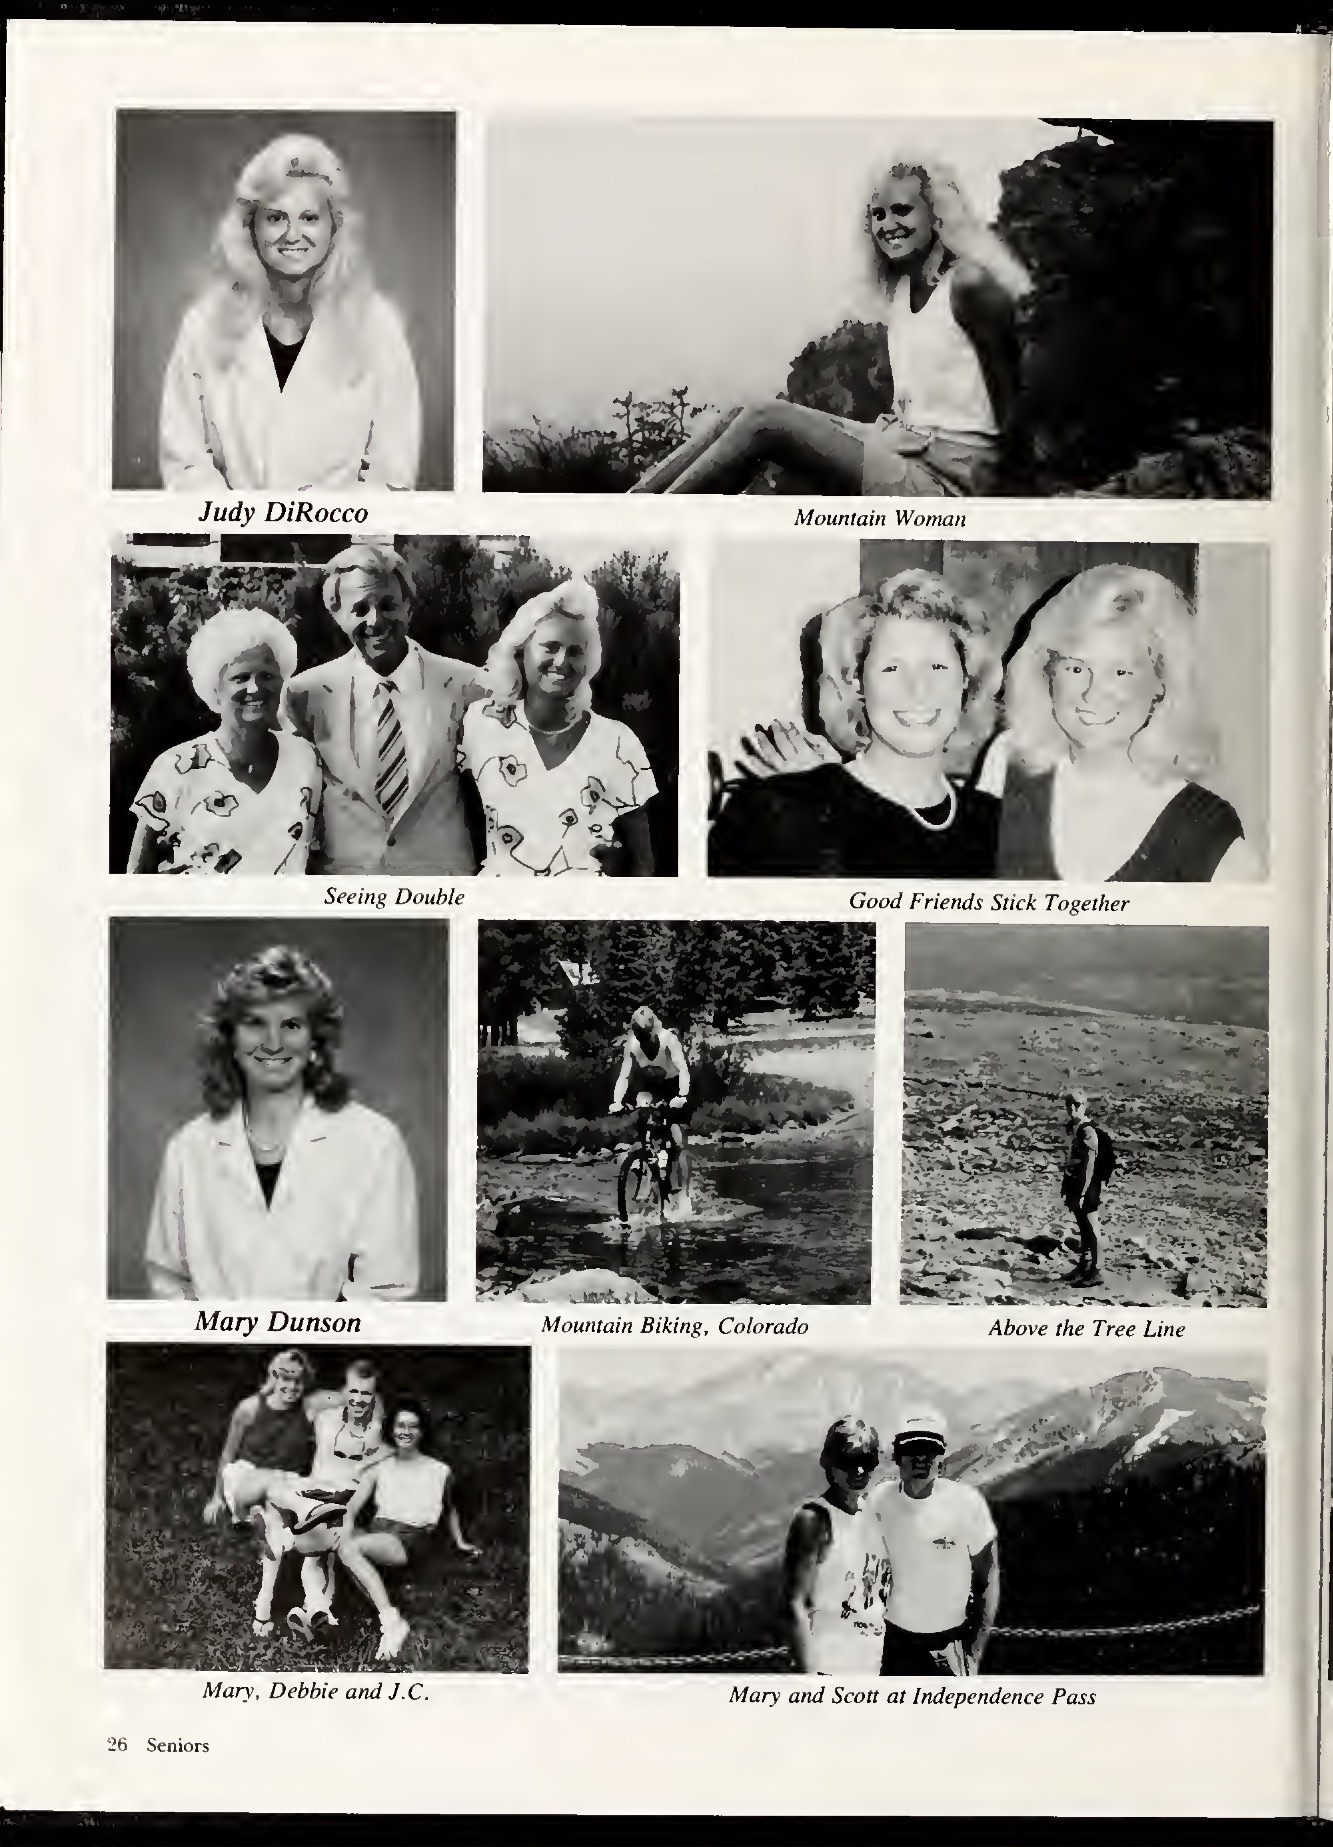 Judy DiRocco
Mountain Woman
Seeing Double
Good Friends Stick Together
Mary Dunson
Mountain Biking, Colorado
Above the Tree Line
Mary, Debbie and J.C.
Mary and Scott at Independence Pass
26 Seniors